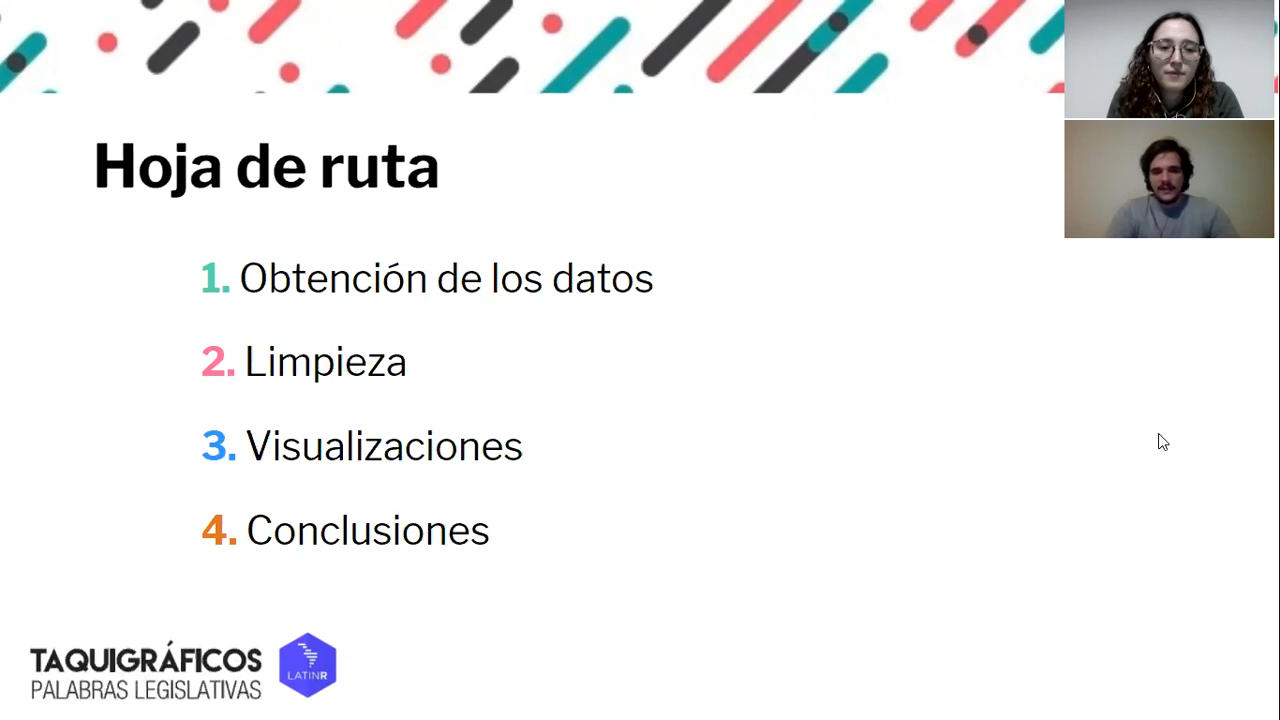 Hoja de ruta
1. Obtención de los datos
2. Limpieza
3. Visualizaciones
4. Conclusiones
TAQUIGRÁFICOS
PALABRAS LEGISLATIVAS
LATINR